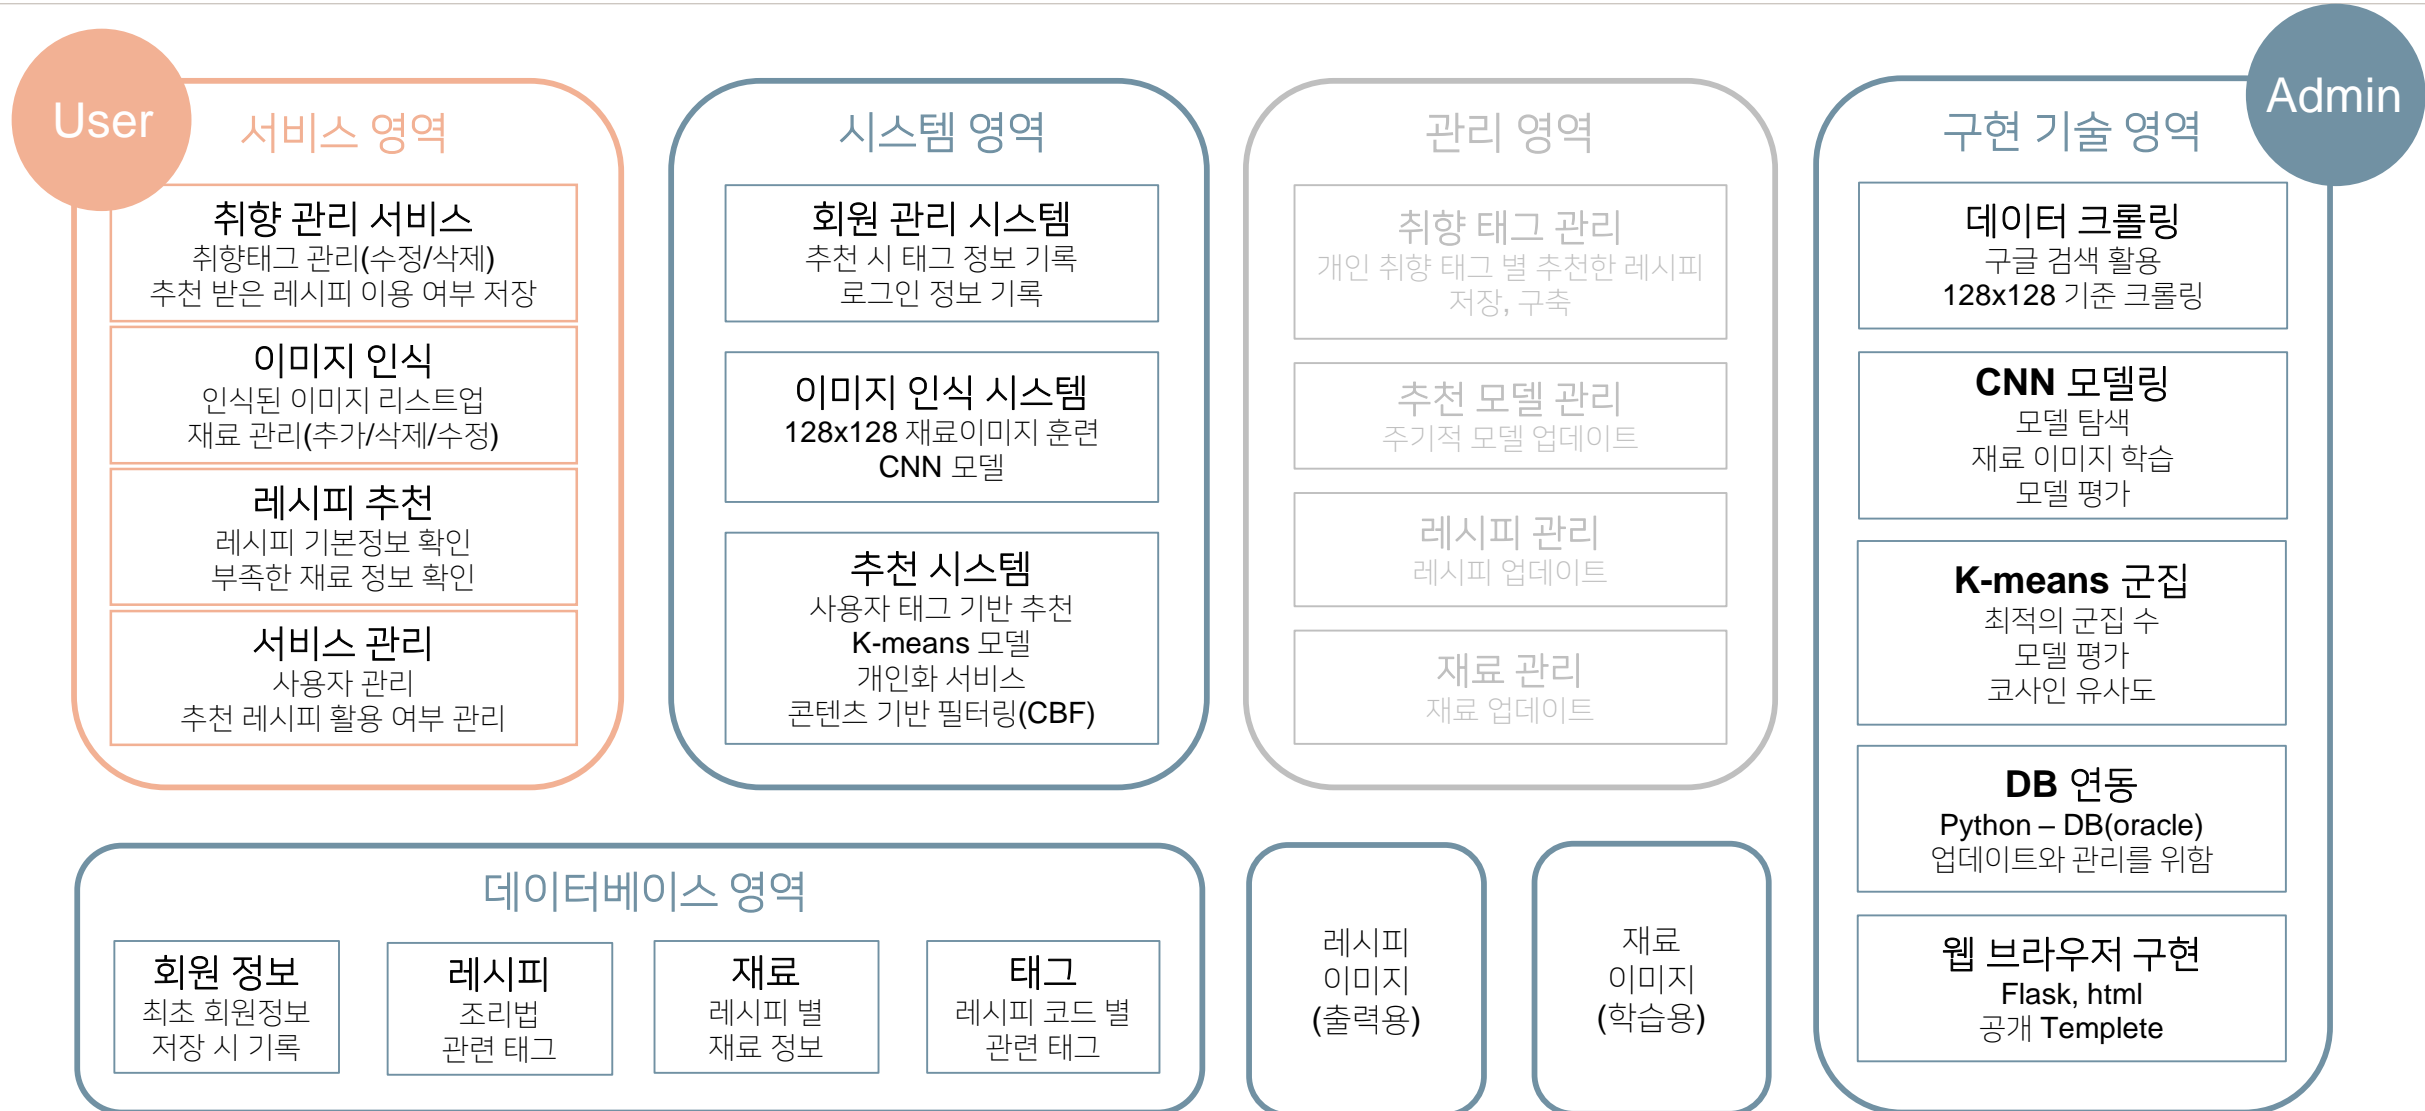 User
서비스 영역
취향 관리 서비스
취향태그 관리(수정/삭제)
추천 받은 레시피 이용 여부 저장
이미지 인식
인식된 이미지 리스트업
재료 관리(추가/삭제/수정)
레시피 추천
레시피 기본정보 확인
부족한 재료 정보 확인
서비스 관리
사용자 관리
추천 레시피 활용 여부 관리
시스템 영역
회원 관리 시스템
추천 시 태그 정보 기록
로그인 정보 기록
이미지 인식 시스템
128x128 재료이미지 훈련
CNN 모델
추천 시스템
사용자 태그 기반 추천
K-means 모델
개인화 서비스
콘텐츠 기반 필터링(CBF)
관리 영역
취향 태그 관리
개인 취향 태그 별 추천한 레시피
저장, 구축
추천 모델 관리
주기적 모델 업데이트
레시피 관리
레시피 업데이트
재료 관리
재료 업데이트
Admin
구현 기술 영역
데이터 크롤링
구글 검색 활용
128x128 기준 크롤링
CNN 모델링
모델 탐색
재료 이미지 학습
모델 평가
K-means 군집
최적의 군집 수
모델 평가
코사인 유사도
DB 연동
Python – DB(oracle)
업데이트와 관리를 위함
웹 브라우저 구현
Flask, html
공개 Templete
데이터베이스 영역
회원 정보
최초 회원정보
저장 시 기록
레시피
조리법
관련 태그
재료
레시피 별
재료 정보
태그
레시피 코드 별
관련 태그
레시피
이미지
(출력용)
재료
이미지
(학습용)